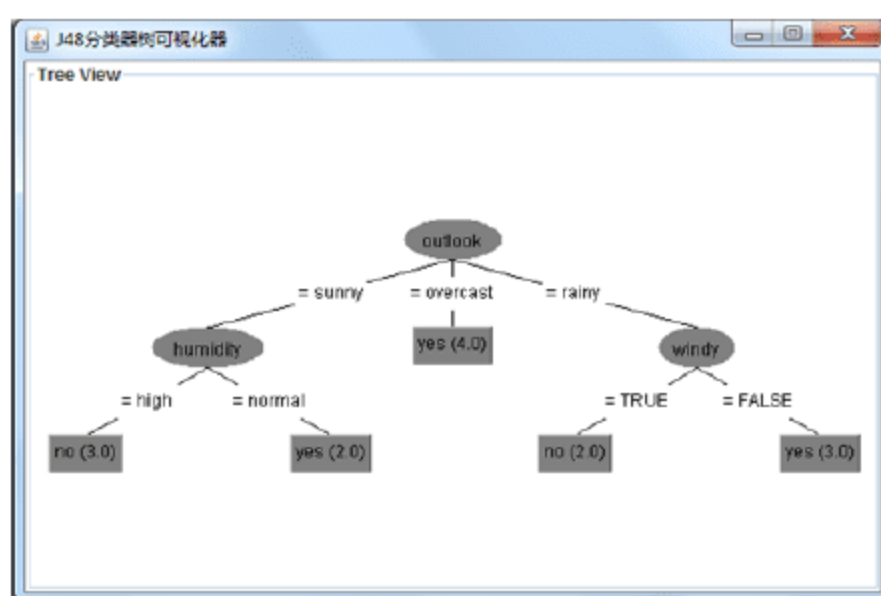 J48分类器树可视化器
Tree View
outlook
= sunny
= overcast
= rainy
humidity
yes (4.0)
windy
= high
= normal
= TRUE
= FALSE
no (3.0)
yes (2.0)
no (2.0)
yes (3.0)